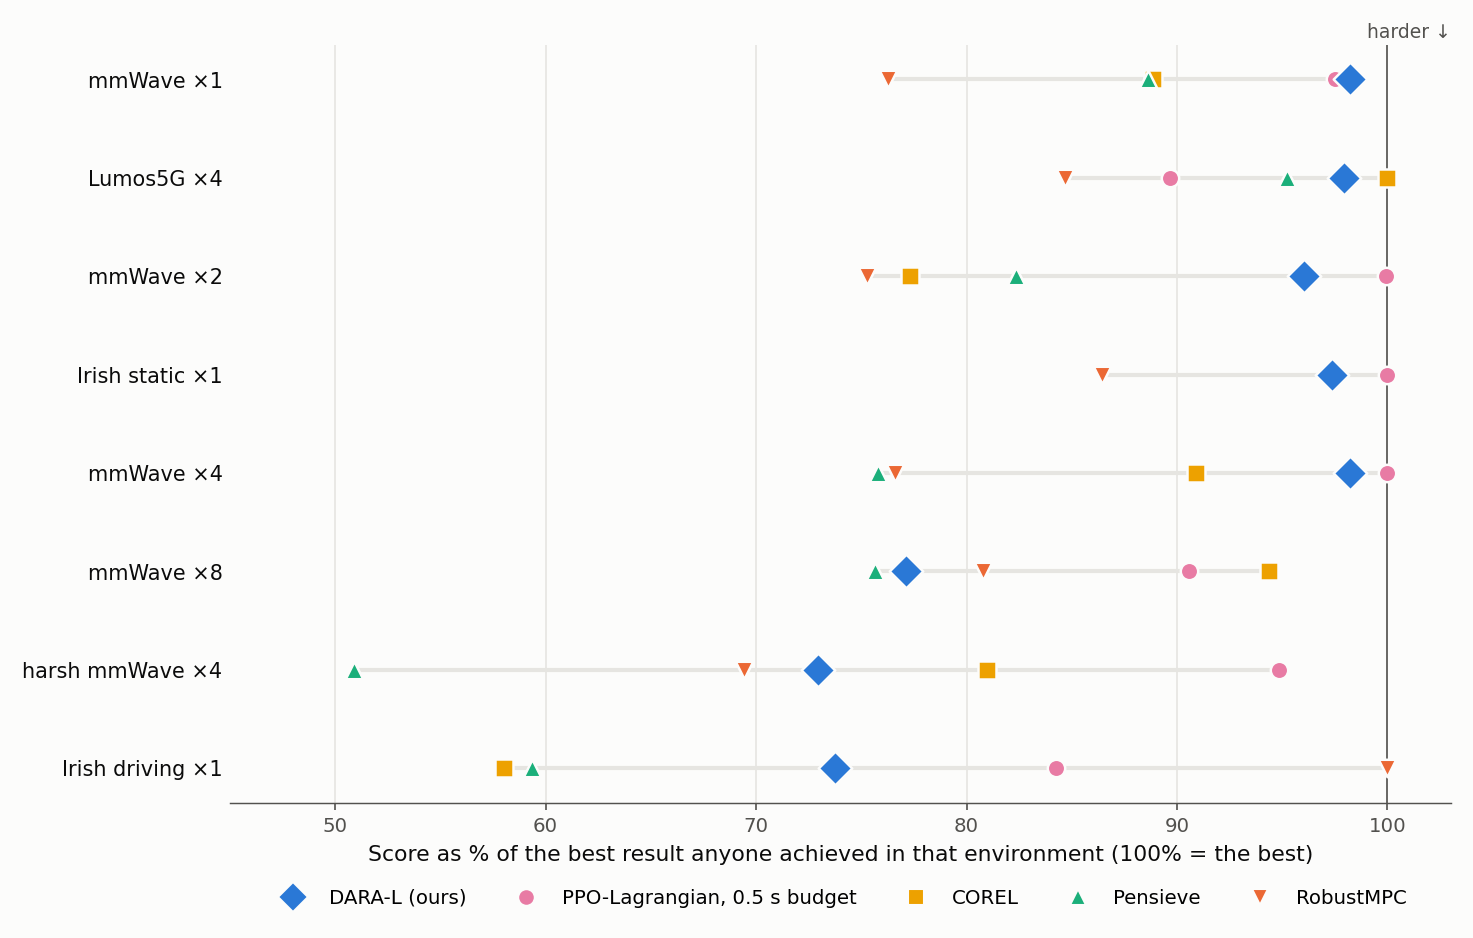 harder ↓
mmWave ×1
Lumos5G ×4
mmWave ×2
Irish static ×1
mmWave ×4
mmWave ×8
harsh mmWave ×4
Irish driving ×1
50 60 70 80 90 100
Score as % of the best result anyone achieved in that environment (100% = the best)
DARA-L (ours) PPO-Lagrangian, 0.5 s budget COREL Pensieve RobustMPC